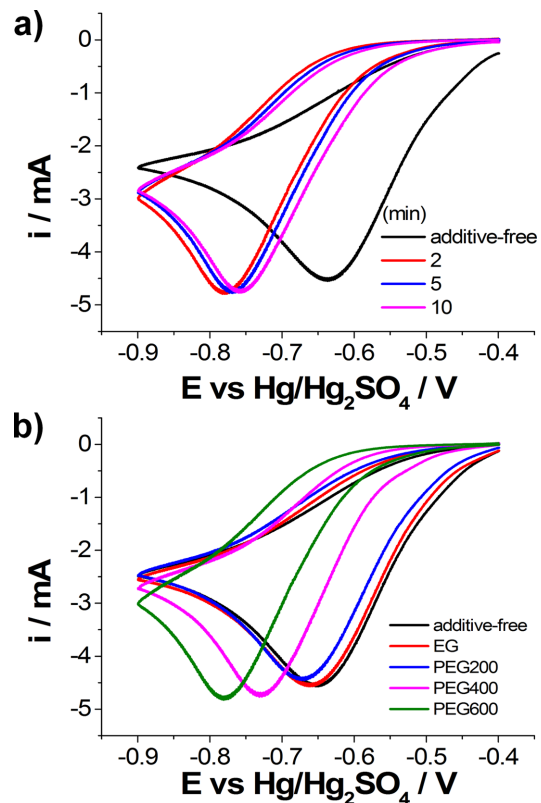 a)
0
-1
-2
-3
-4
-5
i / mA
(min)
additive-free
2
5
10
-0.9 -0.8 -0.7 -0.6 -0.5 -0.4
E vs Hg/Hg₂SO₄ / V
b)
0
-1
-2
-3
-4
-5
i / mA
additive-free
EG
PEG200
PEG400
PEG600
-0.9 -0.8 -0.7 -0.6 -0.5 -0.4
E vs Hg/Hg₂SO₄ / V